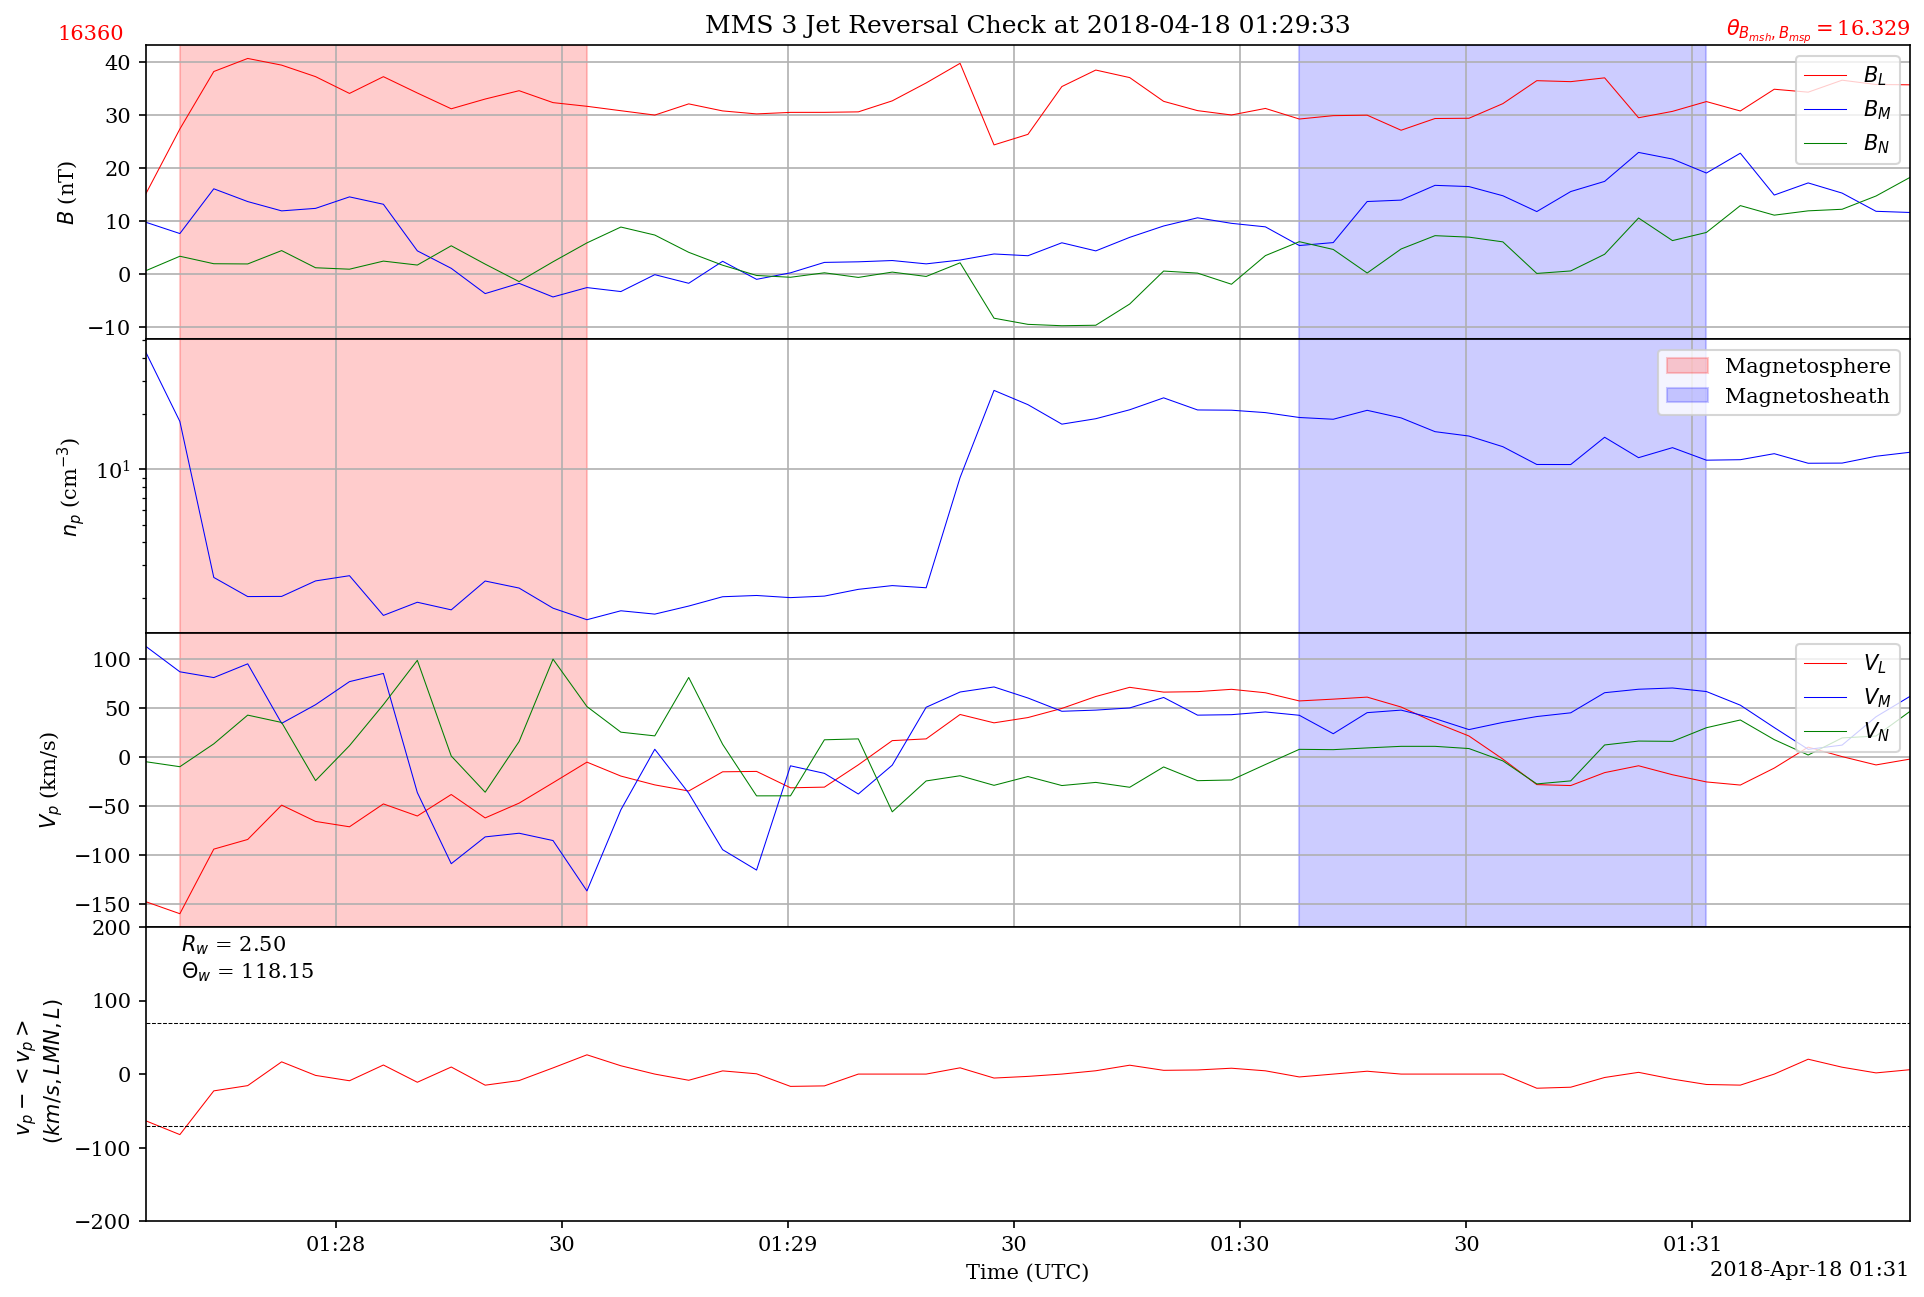 MMS 3 Jet Reversal Check at 2018-04-18 01:29:33
16360
θ_{B_{msh}, B_{msp}} = 16.329
40
30
20
10
0
−10
B (nT)
B_L
B_M
B_N
10^1
n_p (cm^{−3})
Magnetosphere
Magnetosheath
100
50
0
−50
−100
−150
V_p (km/s)
V_L
V_M
V_N
200
100
0
−100
−200
v_p − < v_p >
(km/s, LMN, L)
R_w = 2.50
Θ_w = 118.15
01:28 30 01:29 30 01:30 30 01:31
Time (UTC)
2018-Apr-18 01:31